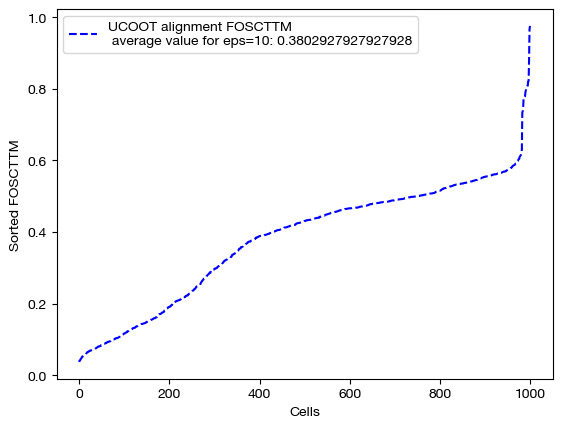 UCOOT alignment FOSCTTM
average value for eps=10: 0.3802927927927928
1.0
0.8
0.6
0.4
0.2
0.0
Sorted FOSCTTM
0 200 400 600 800 1000
Cells